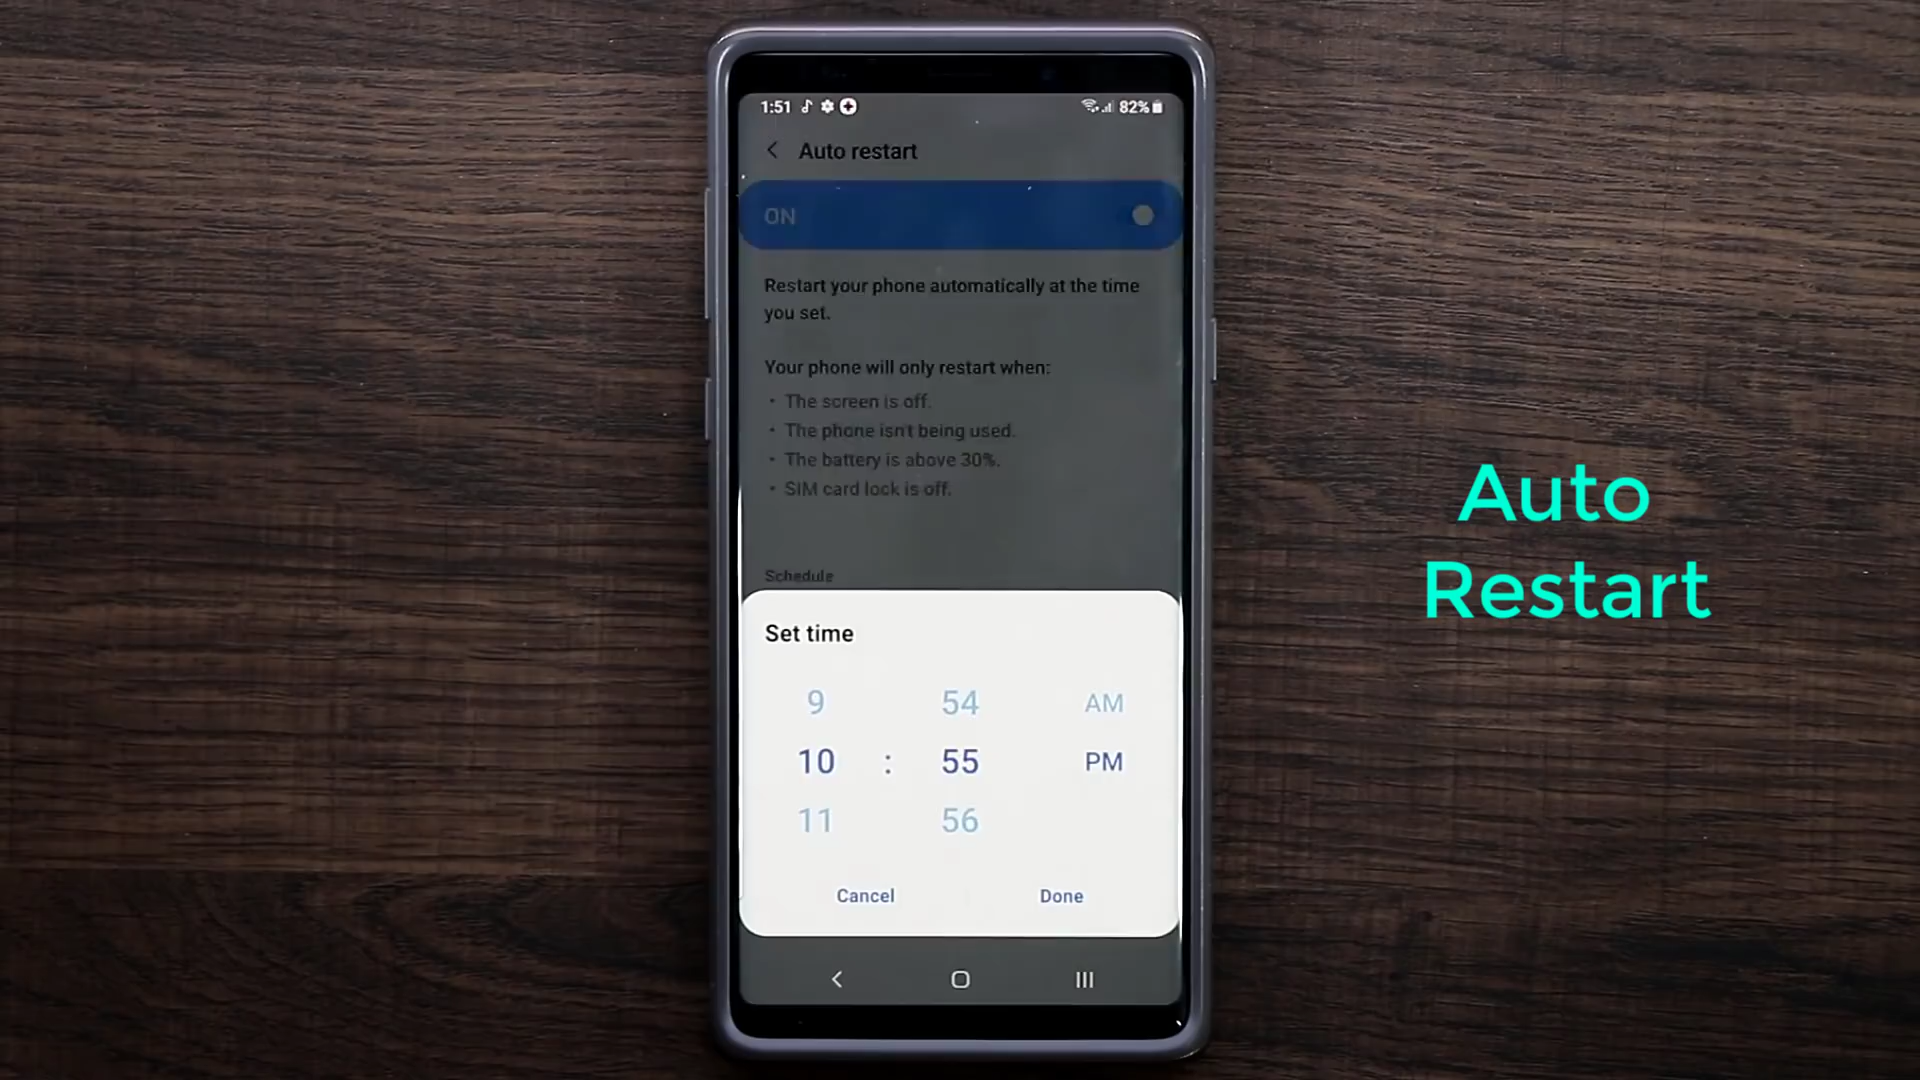 1:51
82%
Auto restart
ON
Restart your phone automatically at the time
you set.
Your phone will only restart when:
• The screen is off.
• The phone isn't being used.
• The battery is above 30%.
• SIM card lock is off.
Schedule
Set time
9 54 AM
10 : 55 PM
11 56
Cancel Done
Auto
Restart